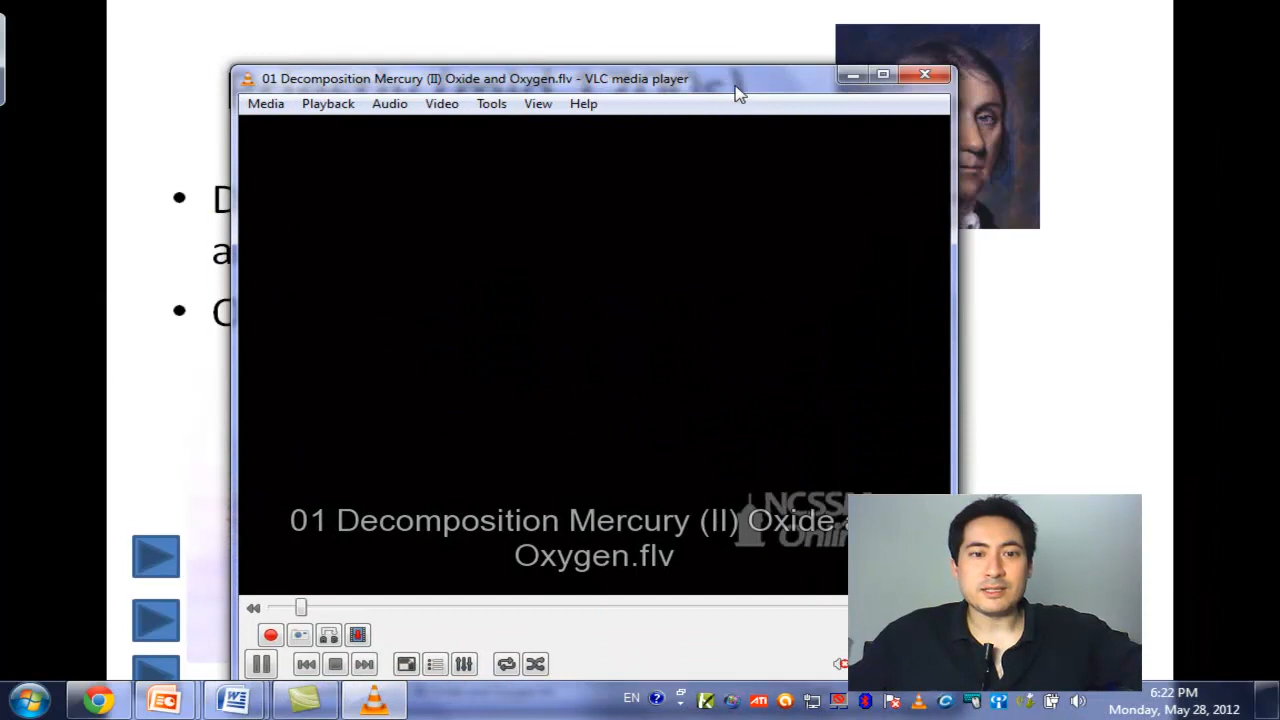 01 Decomposition Mercury (II) Oxide and Oxygen.flv - VLC media player
Media Playback Audio Video Tools View Help
01 Decomposition Mercury (II) Oxide
Oxygen.flv
Online
EN
6:22 PM
Monday, May 28, 2012